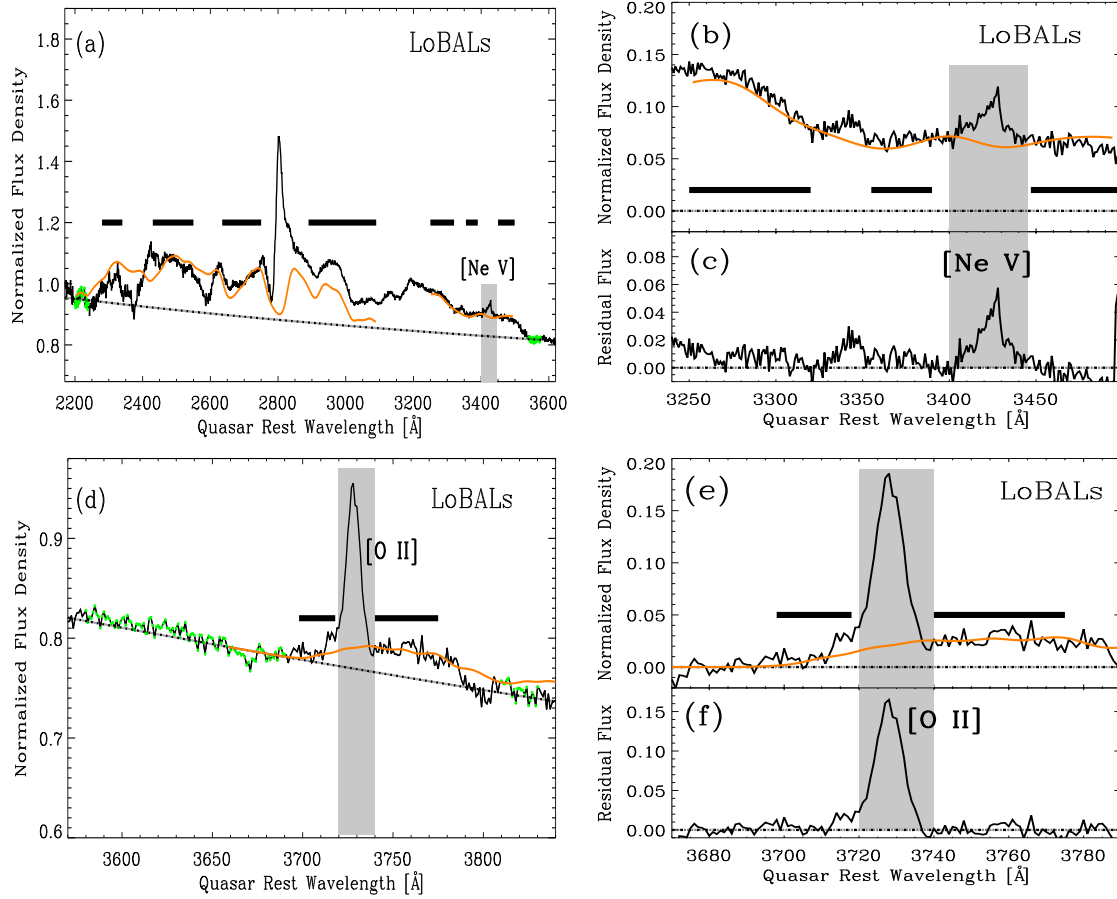 (a)
LoBALs
[Ne V]
Normalized Flux Density
1.8
1.6
1.4
1.2
1.0
0.8
2200 2400 2600 2800 3000 3200 3400 3600
Quasar Rest Wavelength [Å]
(b)
LoBALs
Normalized Flux Density
0.20
0.15
0.10
0.05
0.00
(c)
[Ne V]
Residual Flux
0.08
0.06
0.04
0.02
0.00
3250 3300 3350 3400 3450
Quasar Rest Wavelength [Å]
(d)
LoBALs
[O II]
Normalized Flux Density
0.9
0.8
0.7
0.6
3600 3650 3700 3750 3800
Quasar Rest Wavelength [Å]
(e)
LoBALs
Normalized Flux Density
0.20
0.15
0.10
0.05
0.00
(f)
[O II]
Residual Flux
0.15
0.10
0.05
0.00
3680 3700 3720 3740 3760 3780
Quasar Rest Wavelength [Å]